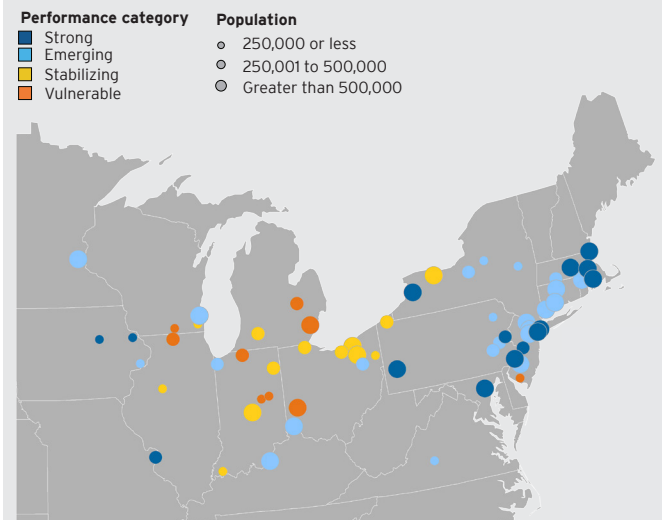 Performance category
Strong
Emerging
Stabilizing
Vulnerable
Population
250,000 or less
250,001 to 500,000
Greater than 500,000